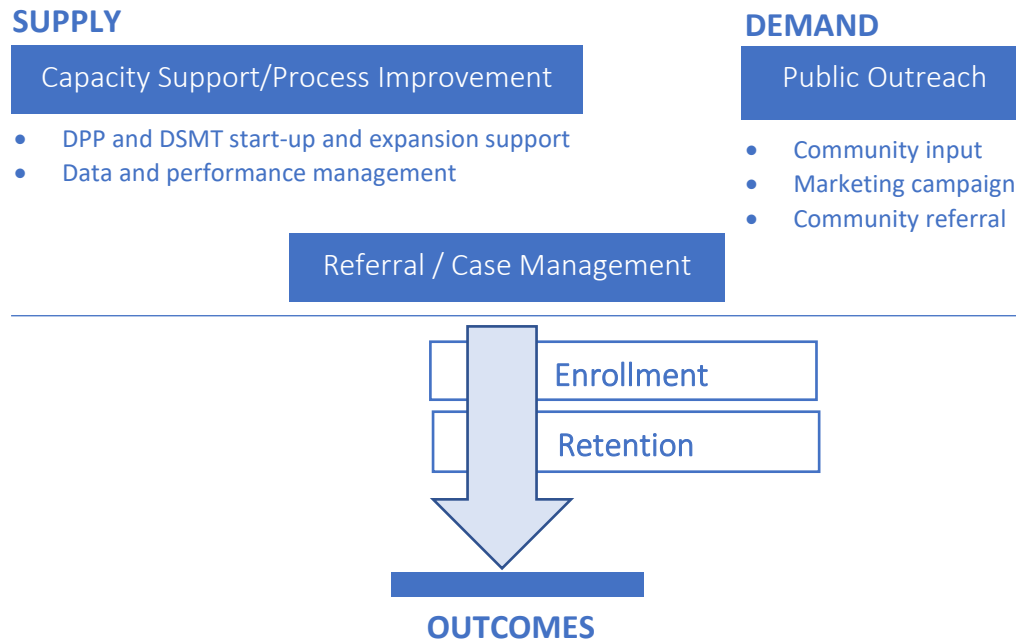 SUPPLY
Capacity Support/Process Improvement
• DPP and DSMT start-up and expansion support
• Data and performance management
DEMAND
Public Outreach
• Community input
• Marketing campaign
• Community referral
Referral / Case Management
Enrollment
Retention
OUTCOMES